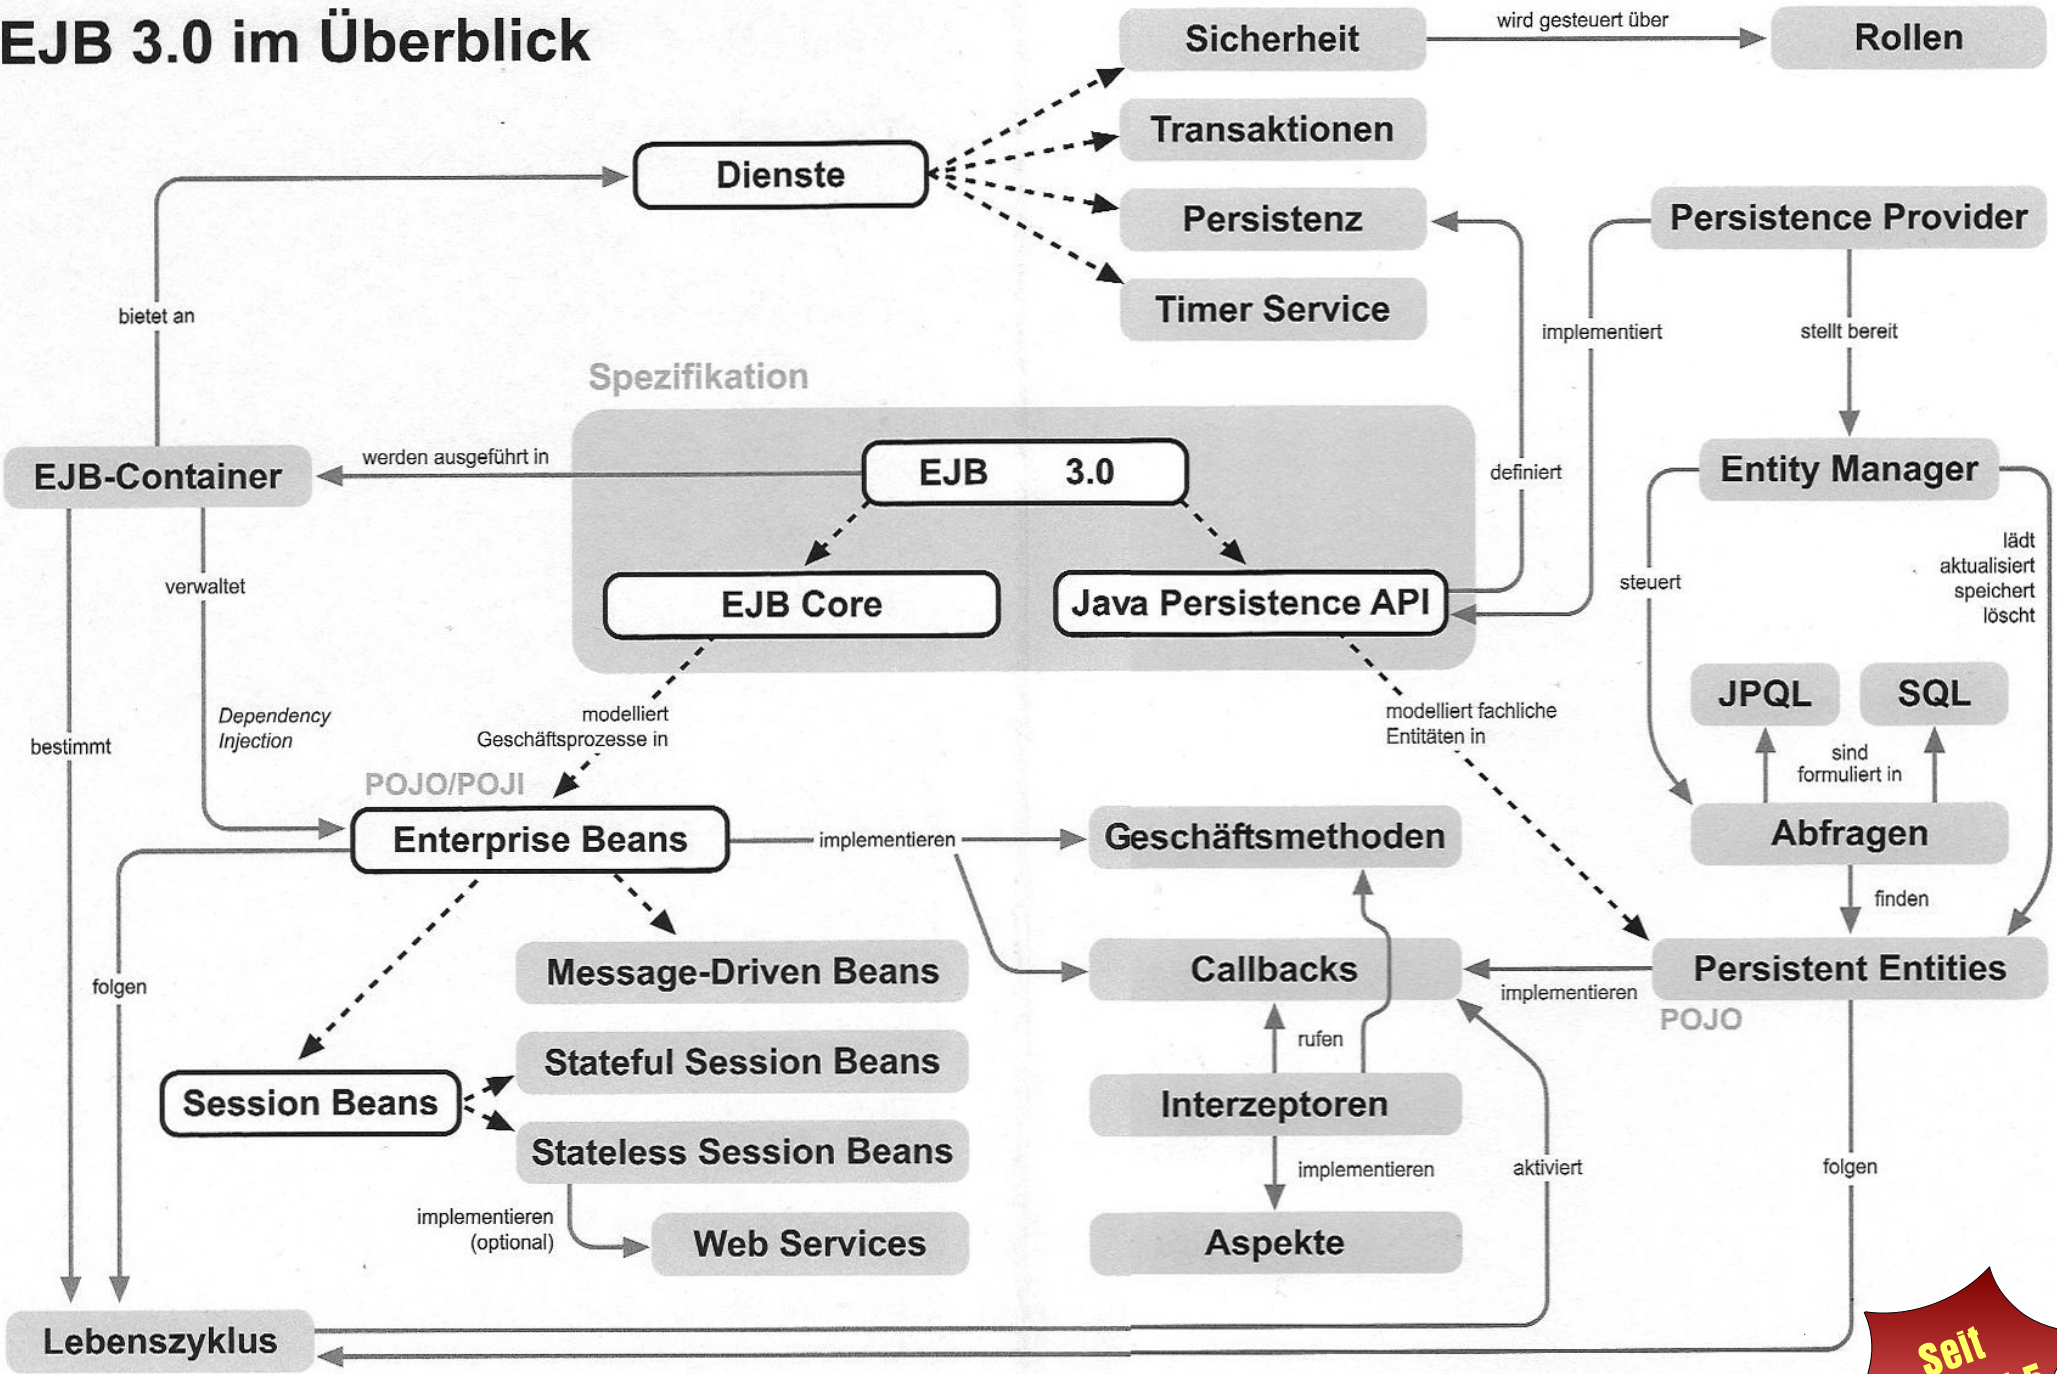 EJB 3.0 im Überblick
Sicherheit
wird gesteuert über
Rollen
Transaktionen
Dienste
Persistenz
Persistence Provider
Timer Service
bietet an
implementiert
stellt bereit
Spezifikation
EJB-Container
werden ausgeführt in
EJB 3.0
definiert
Entity Manager
lädt
aktualisiert
speichert
löscht
verwaltet
steuert
EJB Core
Java Persistence API
JPQL
SQL
Dependency
Injection
bestimmt
modelliert
Geschäftsprozesse in
modelliert fachliche
Entitäten in
sind
formuliert in
POJO/POJI
Enterprise Beans
implementieren
Geschäftsmethoden
Abfragen
finden
folgen
Message-Driven Beans
Callbacks
implementieren
Persistent Entities
POJO
rufen
Stateful Session Beans
Session Beans
Interzeptoren
Stateless Session Beans
implementieren
aktiviert
folgen
implementieren
(optional)
Web Services
Aspekte
Lebenszyklus
Seit